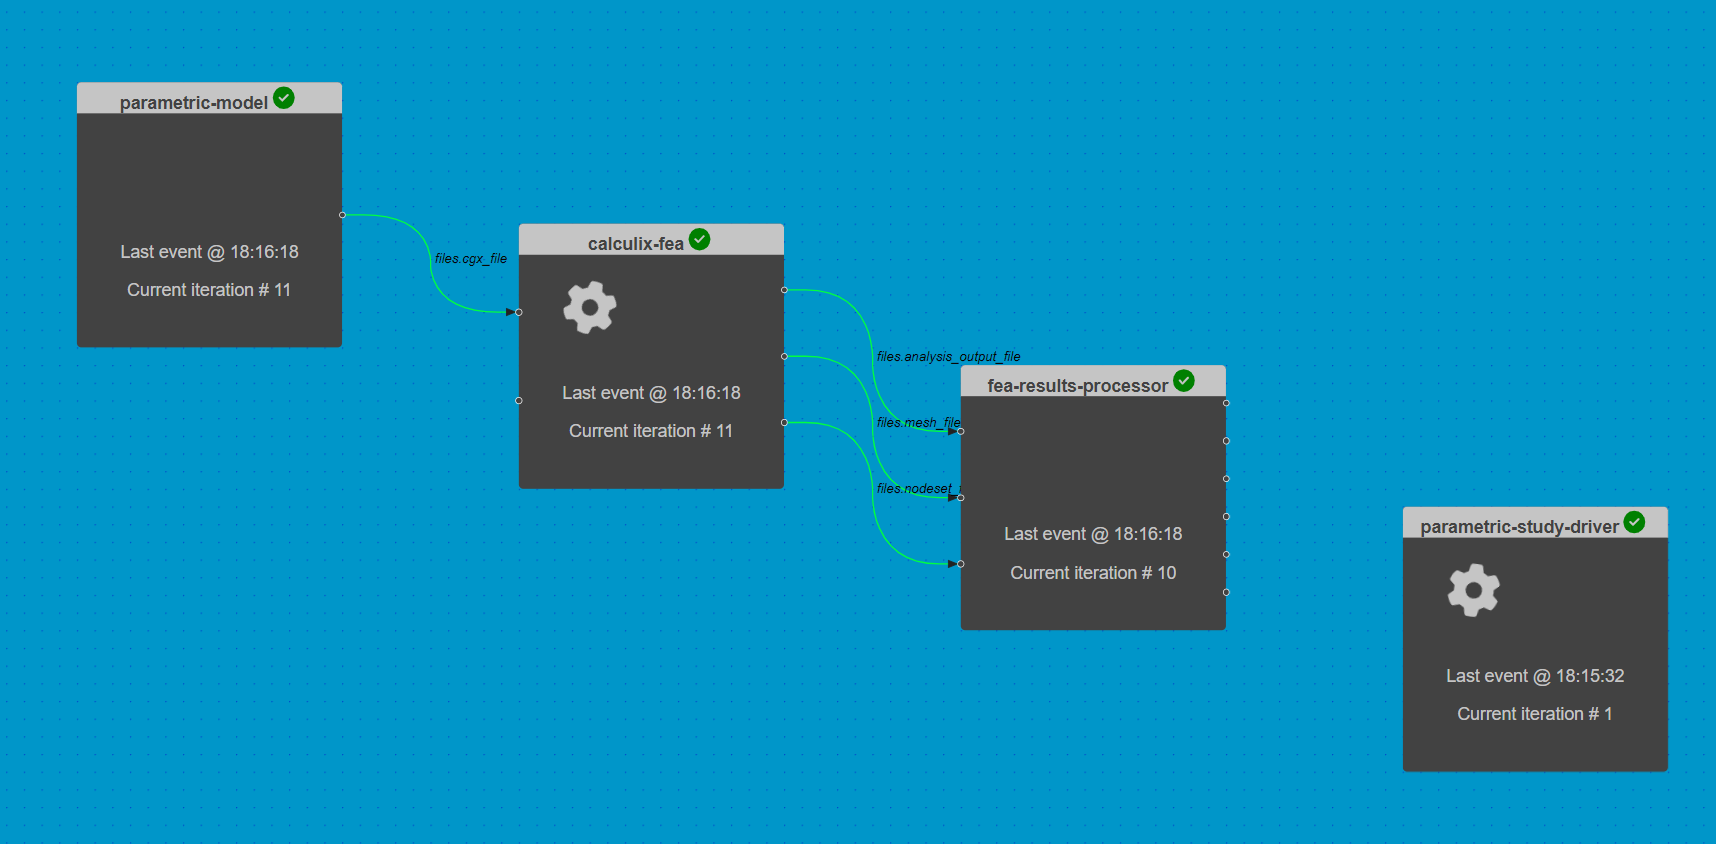 parametric-model
Last event @ 18:16:18
Current iteration # 11
files.cgx_file
calculix-fea
Last event @ 18:16:18
Current iteration # 11
files.analysis_output_file
files.mesh_file
files.nodeset_
fea-results-processor
Last event @ 18:16:18
Current iteration # 10
parametric-study-driver
Last event @ 18:15:32
Current iteration # 1